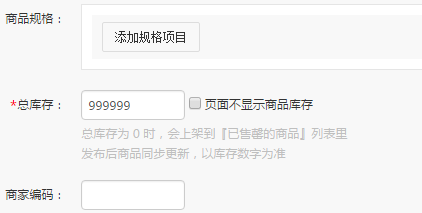 商品规格：
添加规格项目
*总库存： 999999 页面不显示商品库存
总库存为 0 时，会上架到『已售罄的商品』列表里
发布后商品同步更新，以库存数字为准
商家编码：